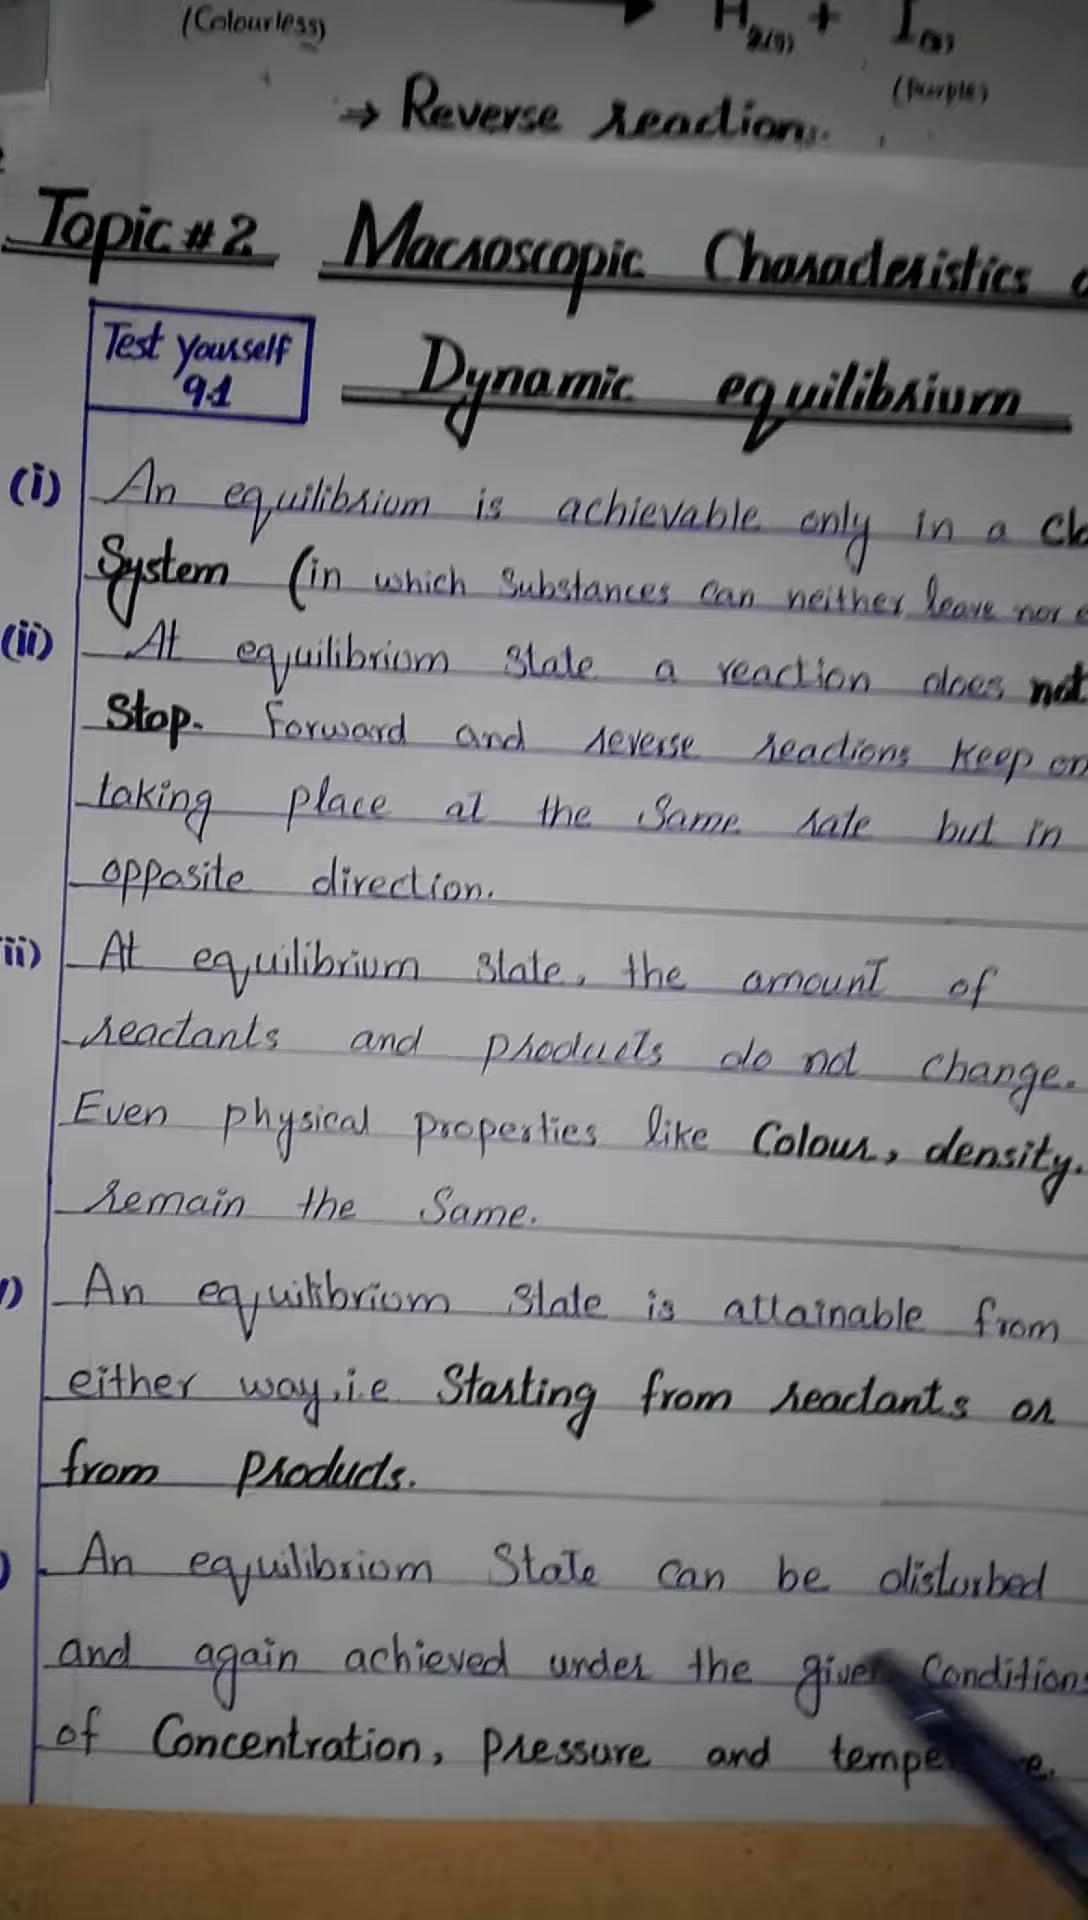 (Colourless)
H2(g) + I(g)
(Purple)
→ Reverse reaction.
Topic # 2 Macroscopic Characteristics
Test yourself
9.1
Dynamic equilibrium
(i) An equilibrium is achievable only in a
System (in which Substances can neither leave nor
(ii) At equilibrium state a reaction does not
Stop. Forward and reverse reactions keep on
taking place at the same rate but in
opposite direction.
ii) At equilibrium state, the amount of
reactants and products do not change.
Even physical properties like Colour, density.
remain the same.
) An equilibrium state is attainable from
either way, i.e Starting from reactants or
from products.
) An equilibrium State can be disturbed
and again achieved under the given Conditions
of Concentration, pressure and